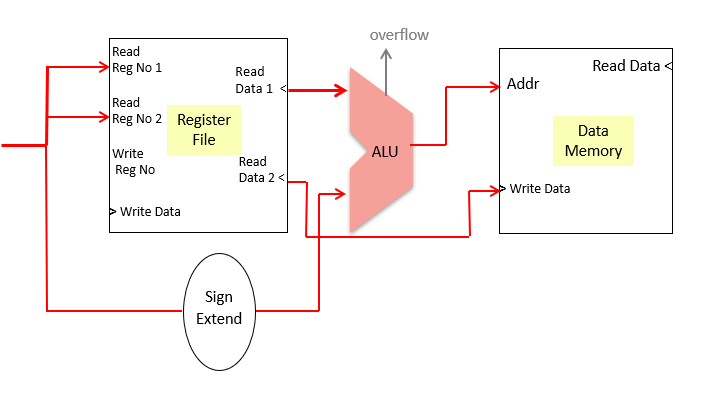 overflow
Read
Reg No 1
Read
Data 1 <
Read
Reg No 2
Register
File
Write
Reg No
Read
Data 2 <
> Write Data
ALU
Read Data <
Addr
Data
Memory
> Write Data
Sign
Extend